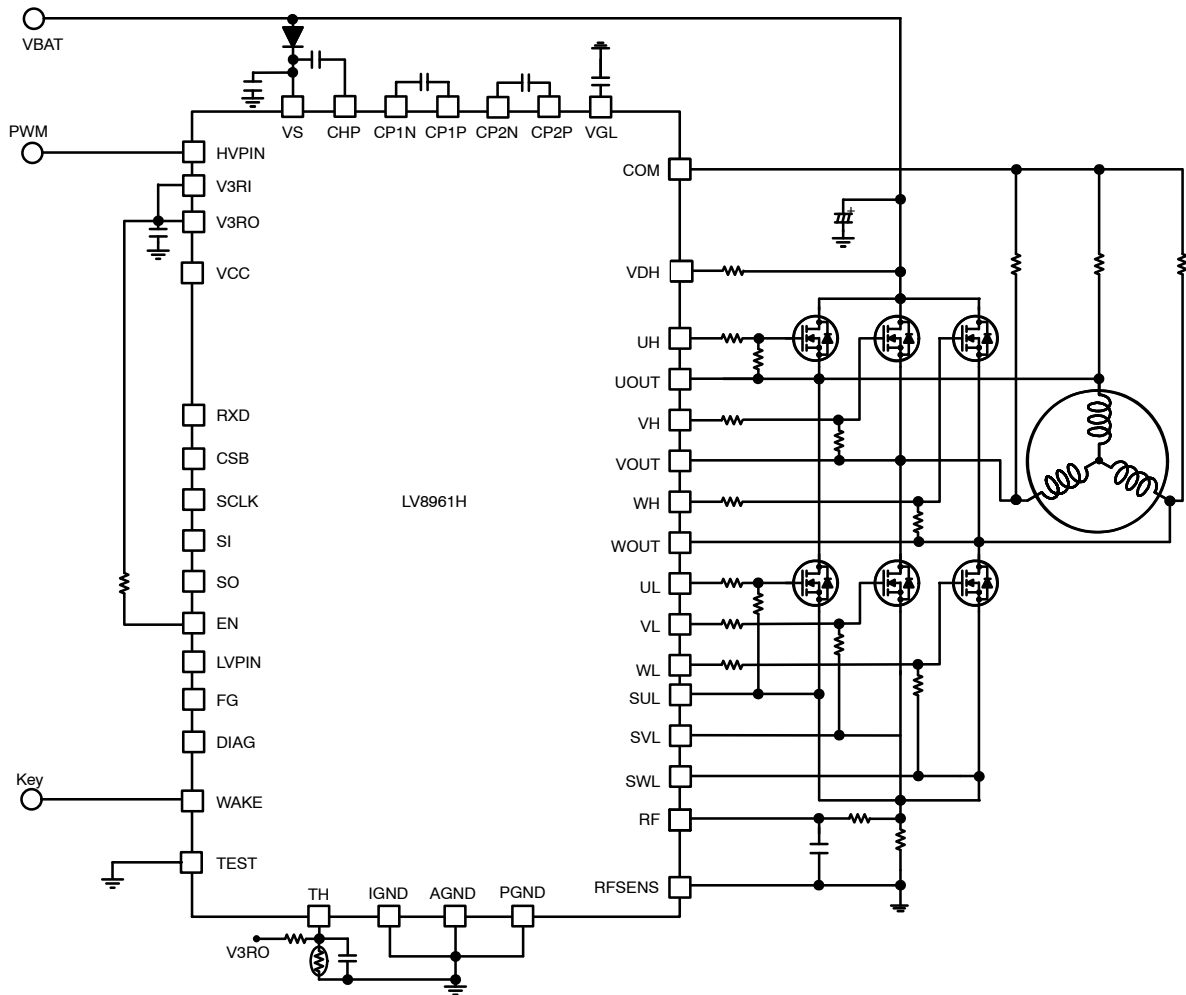 VBAT
VS
CHP
CP1N
CP1P
CP2N
CP2P
VGL
PWM
HVPIN
V3RI
V3RO
VCC
RXD
CSB
SCLK
LV8961H
SI
SO
EN
LVPIN
FG
DIAG
Key
WAKE
TEST
COM
+
VDH
UH
UOUT
VH
VOUT
WH
WOUT
UL
VL
WL
SUL
SVL
SWL
RF
RFSENS
TH
IGND
AGND
PGND
V3RO